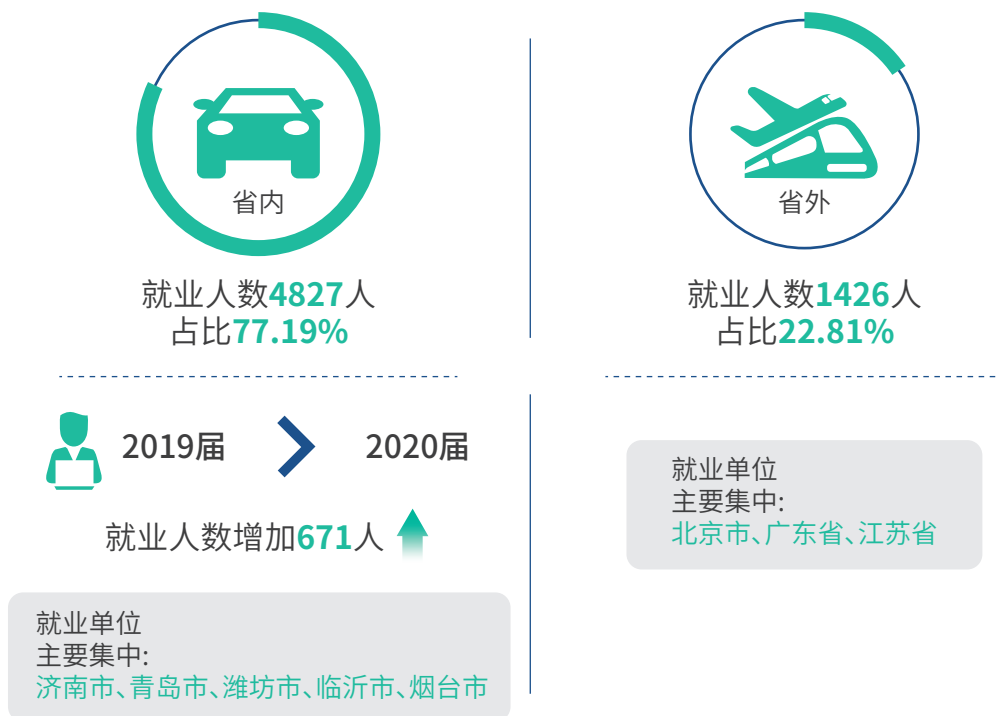 省内
就业人数4827人
占比77.19%
2019届
2020届
就业人数增加671人
就业单位
主要集中:
济南市、青岛市、潍坊市、临沂市、烟台市
省外
就业人数1426人
占比22.81%
就业单位
主要集中:
北京市、广东省、江苏省